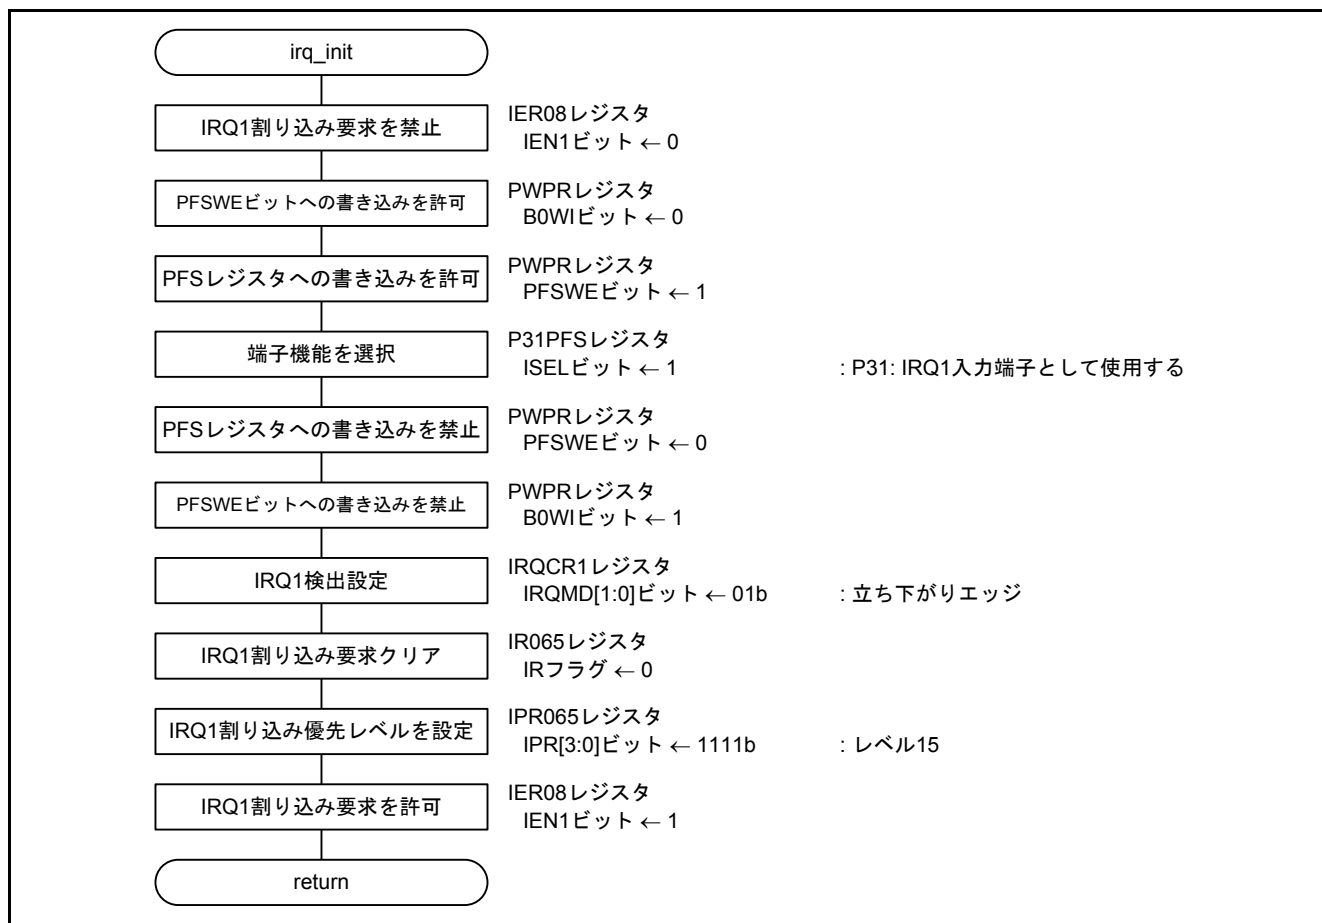 irq_init
IRQ1割り込み要求を禁止
IER08レジスタ
IEN1ビット ← 0
PFSWEビットへの書き込みを許可
PWPRレジスタ
B0WIビット ← 0
PFSレジスタへの書き込みを許可
PWPRレジスタ
PFSWEビット ← 1
端子機能を選択
P31PFSレジスタ
ISELビット ← 1 : P31: IRQ1入力端子として使用する
PFSレジスタへの書き込みを禁止
PWPRレジスタ
PFSWEビット ← 0
PFSWEビットへの書き込みを禁止
PWPRレジスタ
B0WIビット ← 1
IRQ1検出設定
IRQCR1レジスタ
IRQMD[1:0]ビット ← 01b : 立ち下がりエッジ
IRQ1割り込み要求クリア
IR065レジスタ
IRフラグ ← 0
IRQ1割り込み優先レベルを設定
IPR065レジスタ
IPR[3:0]ビット ← 1111b : レベル15
IRQ1割り込み要求を許可
IER08レジスタ
IEN1ビット ← 1
return